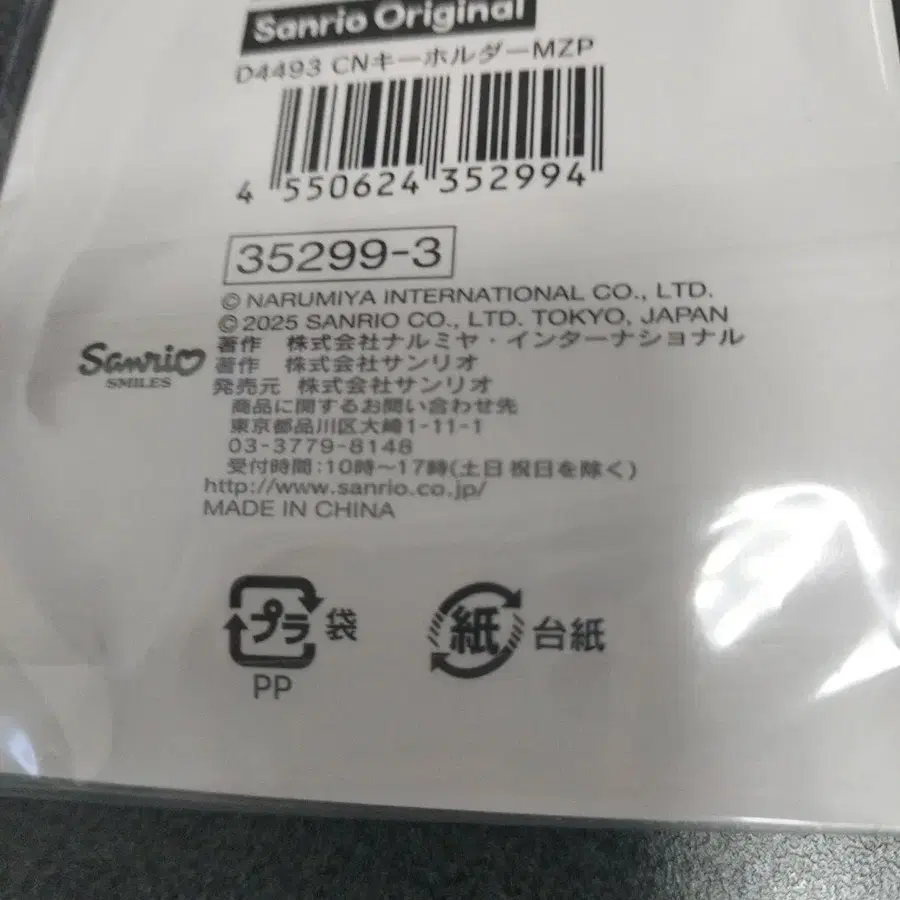 Sanrio Original
D4493 CNキーホルダーMZP
4 550624 352994
35299-3
© NARUMIYA INTERNATIONAL CO., LTD.
© 2025 SANRIO CO., LTD. TOKYO, JAPAN
著作 株式会社ナルミヤ・インターナショナル
Sanrio
SMILES
著作 株式会社サンリオ
発売元 株式会社サンリオ
商品に関するお問い合わせ先
東京都品川区大崎1-11-1
03-3779-8148
受付時間:10時〜17時(土日祝日を除く)
http://www.sanrio.co.jp/
MADE IN CHINA
プラ 袋
PP
紙 台紙